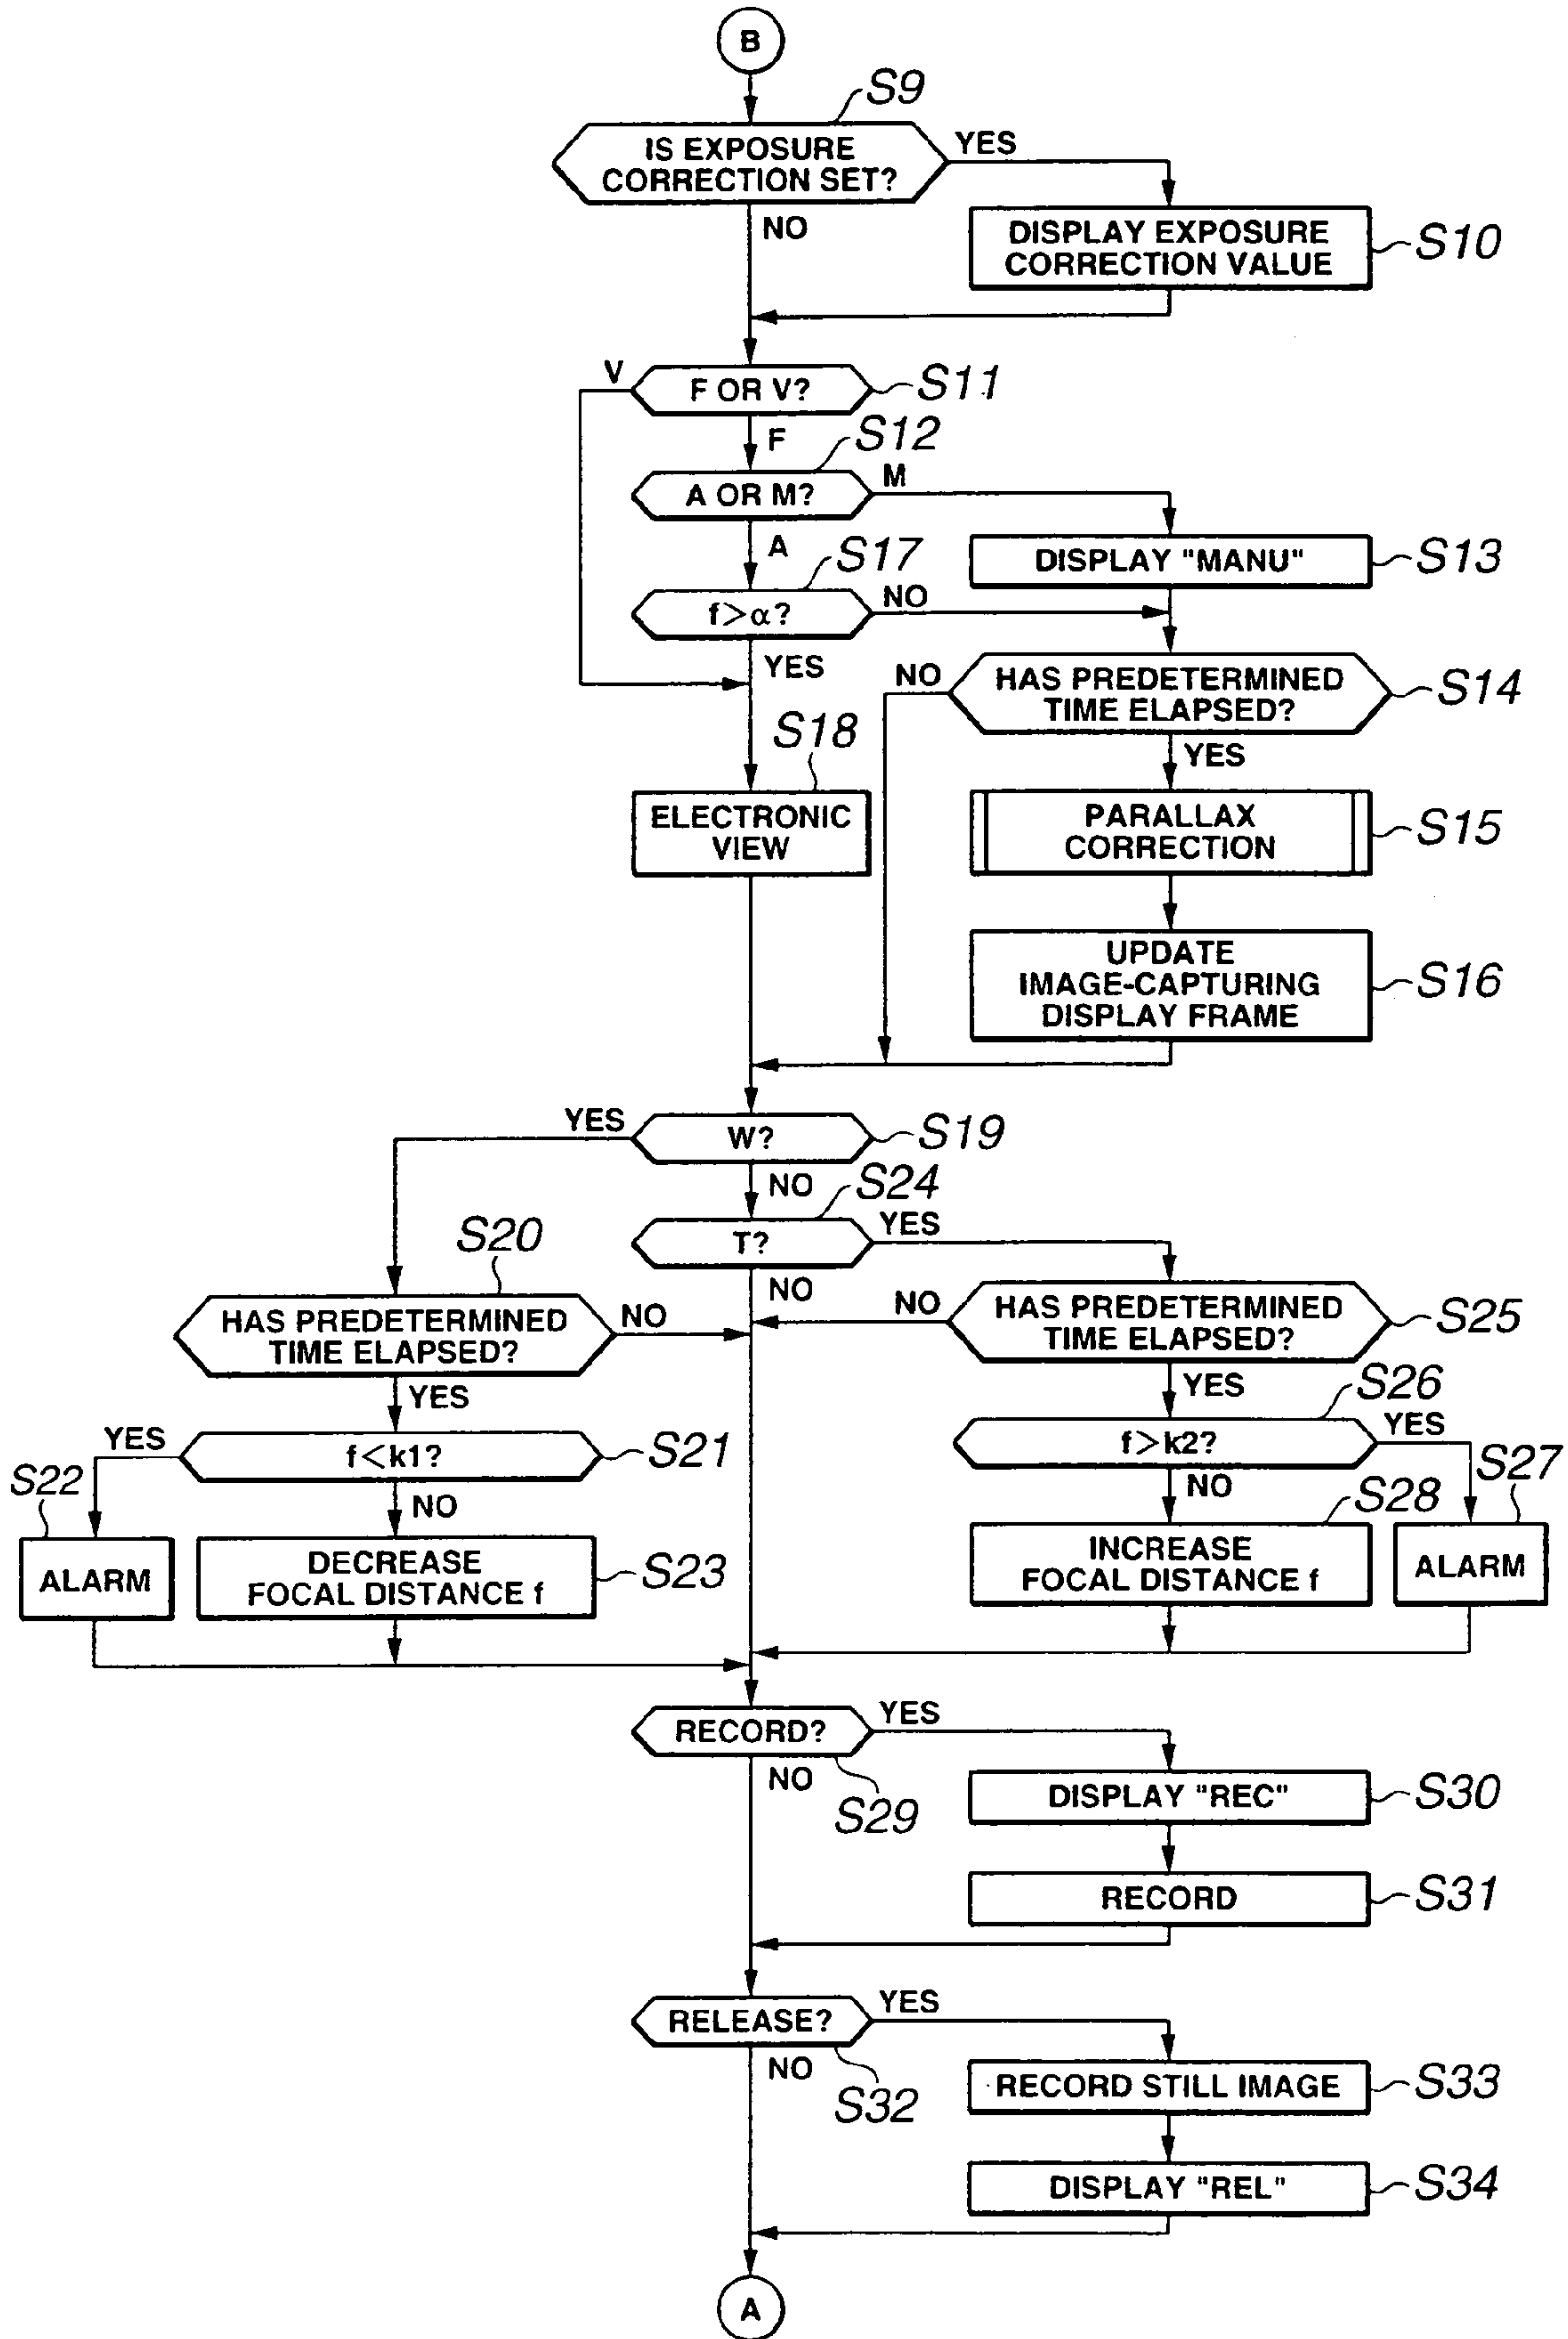 B
S9
IS EXPOSURE
CORRECTION SET?
YES
NO
DISPLAY EXPOSURE
CORRECTION VALUE
S10
V
F OR V?
S11
F
S12
A OR M?
M
A
S17
DISPLAY "MANU"
S13
f>α?
NO
YES
NO
HAS PREDETERMINED
TIME ELAPSED?
S14
S18
YES
ELECTRONIC
VIEW
PARALLAX
CORRECTION
S15
UPDATE
IMAGE-CAPTURING
DISPLAY FRAME
S16
YES
W?
S19
NO
S24
S20
T?
YES
NO
HAS PREDETERMINED
TIME ELAPSED?
NO
NO
HAS PREDETERMINED
TIME ELAPSED?
S25
YES
YES
S26
YES
f<k1?
S21
f>k2?
YES
S22
NO
NO
S28
S27
ALARM
DECREASE
FOCAL DISTANCE f
S23
INCREASE
FOCAL DISTANCE f
ALARM
RECORD?
YES
NO
S29
DISPLAY "REC"
S30
RECORD
S31
RELEASE?
YES
NO
S32
RECORD STILL IMAGE
S33
DISPLAY "REL"
S34
A